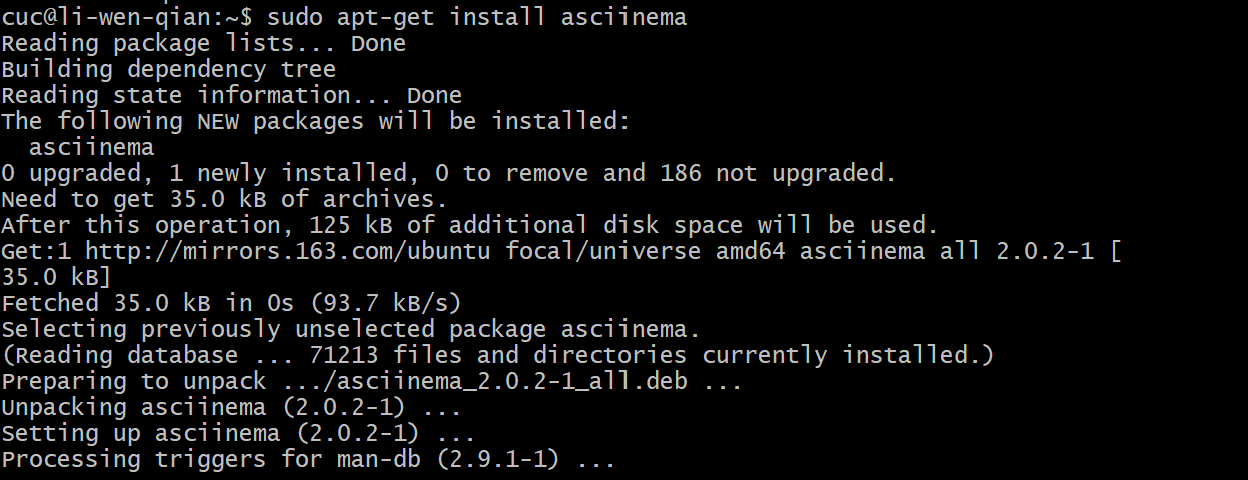 cuc@li-wen-qian:~$ sudo apt-get install asciinema
Reading package lists... Done
Building dependency tree
Reading state information... Done
The following NEW packages will be installed:
  asciinema
0 upgraded, 1 newly installed, 0 to remove and 186 not upgraded.
Need to get 35.0 kB of archives.
After this operation, 125 kB of additional disk space will be used.
Get:1 http://mirrors.163.com/ubuntu focal/universe amd64 asciinema all 2.0.2-1 [
35.0 kB]
Fetched 35.0 kB in 0s (93.7 kB/s)
Selecting previously unselected package asciinema.
(Reading database ... 71213 files and directories currently installed.)
Preparing to unpack .../asciinema_2.0.2-1_all.deb ...
Unpacking asciinema (2.0.2-1) ...
Setting up asciinema (2.0.2-1) ...
Processing triggers for man-db (2.9.1-1) ...